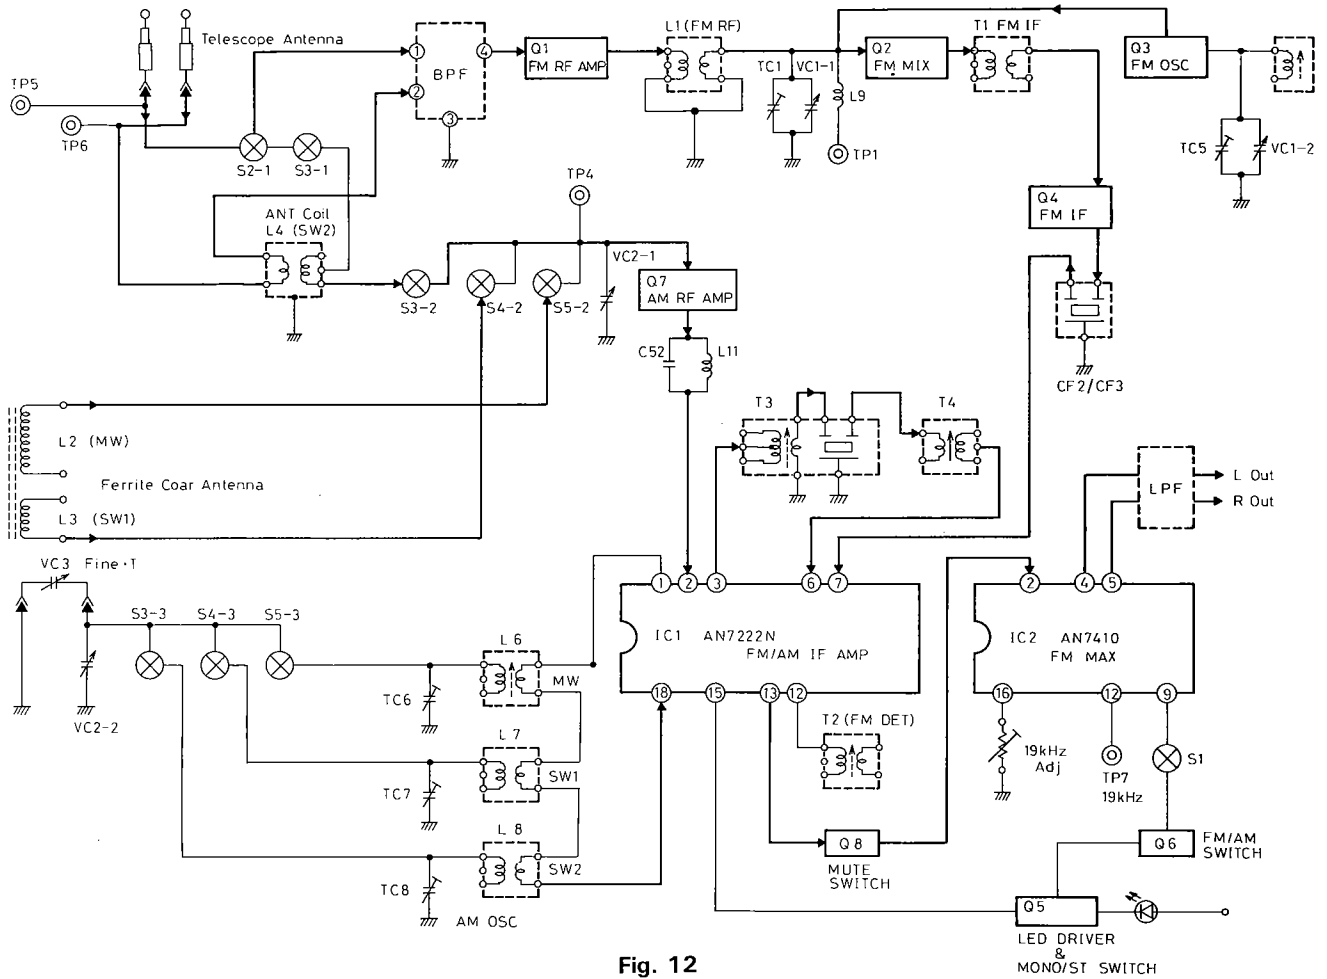 Telescope Antenna
TP5
TP6
S2-1
S3-1
1
2
3
4
BPF
Q1
FM RF AMP
L1 (FM RF)
TC1
VC1-1
L9
TP1
Q2
FM MIX
T1 FM IF
Q3
FM OSC
TC5
VC1-2
Q4
FM IF
CF2/CF3
ANT Coil
L4 (SW2)
S3-2
S4-2
S5-2
TP4
VC2-1
Q7
AM RF AMP
C52
L11
T3
T4
L2 (MW)
Ferrite Coar Antenna
L3 (SW1)
LPF
L Out
R Out
VC3 Fine·T
VC2-2
S3-3
S4-3
S5-3
L6
MW
TC6
L7
SW1
TC7
L8
SW2
TC8
AM OSC
1
2
3
6
7
IC1 AN7222N
FM/AM IF AMP
18
15
13
12
T2 (FM DET)
2
4
5
IC2 AN7410
FM MAX
16
12
9
19kHz
Adj
TP7
19kHz
S1
Q8
MUTE
SWITCH
Q6
FM/AM
SWITCH
Q5
LED DRIVER
&
MONO/ST SWITCH
Fig. 12